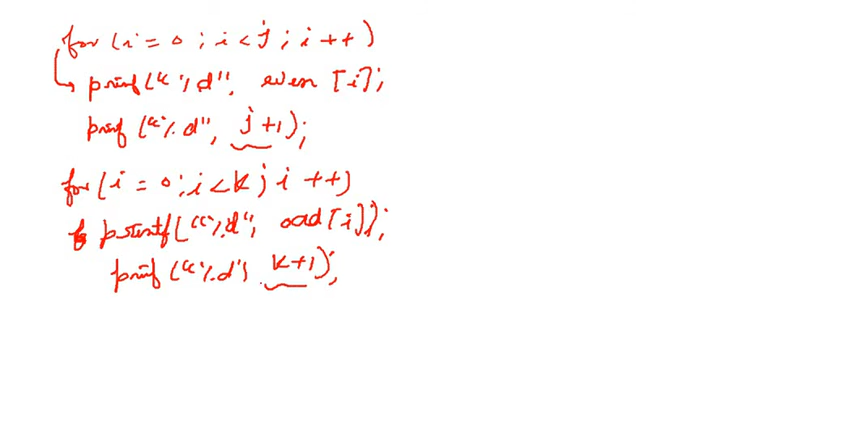 for (i = 0 ; i < j ; i ++)
printf("%d", even [i];
printf ("%d", j+1);
for (i = 0 ; i < k ; i ++)
printf("%d", odd [i]);
printf ("%d") k+1);